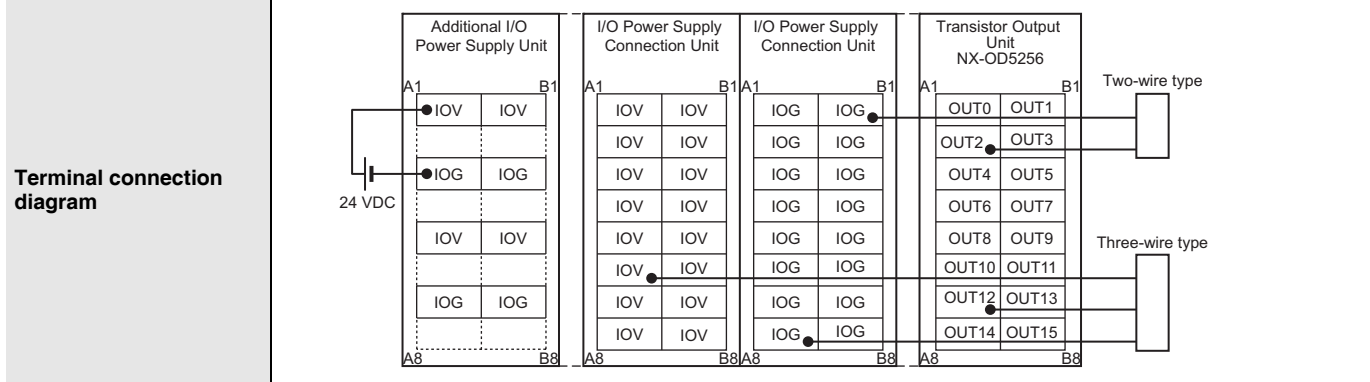 Terminal connection
diagram
Additional I/O
Power Supply Unit
I/O Power Supply
Connection Unit
I/O Power Supply
Connection Unit
Transistor Output
Unit
NX-OD5256
Two-wire type
A1 B1 A1 B1 A1 B1 A1 B1
IOV IOV IOV IOV IOG IOG OUT0 OUT1
IOV IOV IOG IOG OUT2 OUT3
IOG IOG IOV IOV IOG IOG OUT4 OUT5
24 VDC
IOV IOV IOG IOG OUT6 OUT7
IOV IOV IOV IOV IOG IOG OUT8 OUT9
Three-wire type
IOV IOV IOG IOG OUT10 OUT11
IOG IOG IOV IOV IOG IOG OUT12 OUT13
IOV IOV IOG IOG OUT14 OUT15
A8 B8 A8 B8 A8 B8 A8 B8